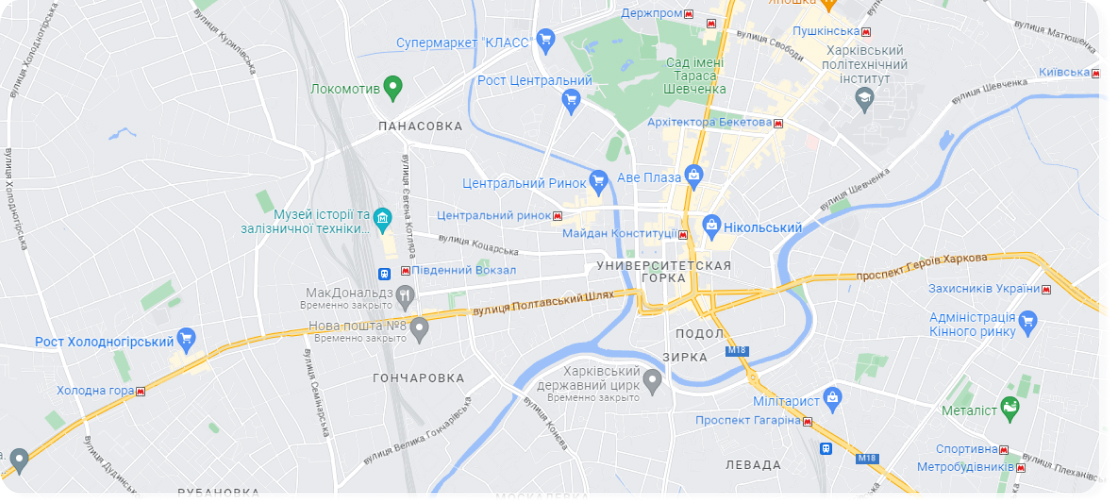 Япошка
Держпром
Пушкінська
вулиця Холодногірська
вулиця Курилівська
Супермаркет "КЛАСС"
вулиця Свободи
вулиця Матюшенка
Харківський
політехнічний
інститут
Сад імені
Тараса
Шевченка
Київська
Рост Центральний
Локомотив
вулиця Шевченка
ПАНАСОВКА
Архітектора Бекетова
вулиця Холодногірська
вулиця Євгена Котляра
Центральний Ринок
Аве Плаза
вулиця Шевченка
Музей історії та
залізничної техніки...
Центральний ринок
Майдан Конституції
Нікольський
вулиця Коцарська
Південний Вокзал
УНИВЕРСИТЕТСКАЯ
ГОРКА
проспект Героїв Харкова
МакДональдз
Временно закрыто
вулиця Полтавський Шлях
Захисників України
Нова пошта №8
Временно закрыто
Адміністрація
Кінного ринку
Рост Холодногірський
ПОДОЛ
ЗИРКА
М18
Холодна гора
вулиця Семінарська
ГОНЧАРОВКА
Харківський
державний цирк
Временно закрыто
Мілітарист
Проспект Гагаріна
Металіст
вулиця Велика Гончарівська
вулиця Конєва
вулиця Дудинська
М18
Спортивна
Метробудівників
вулиця Плеханівська
ЛЕВАДА
РУБАНОВКА
МОСКАЛЕВКА